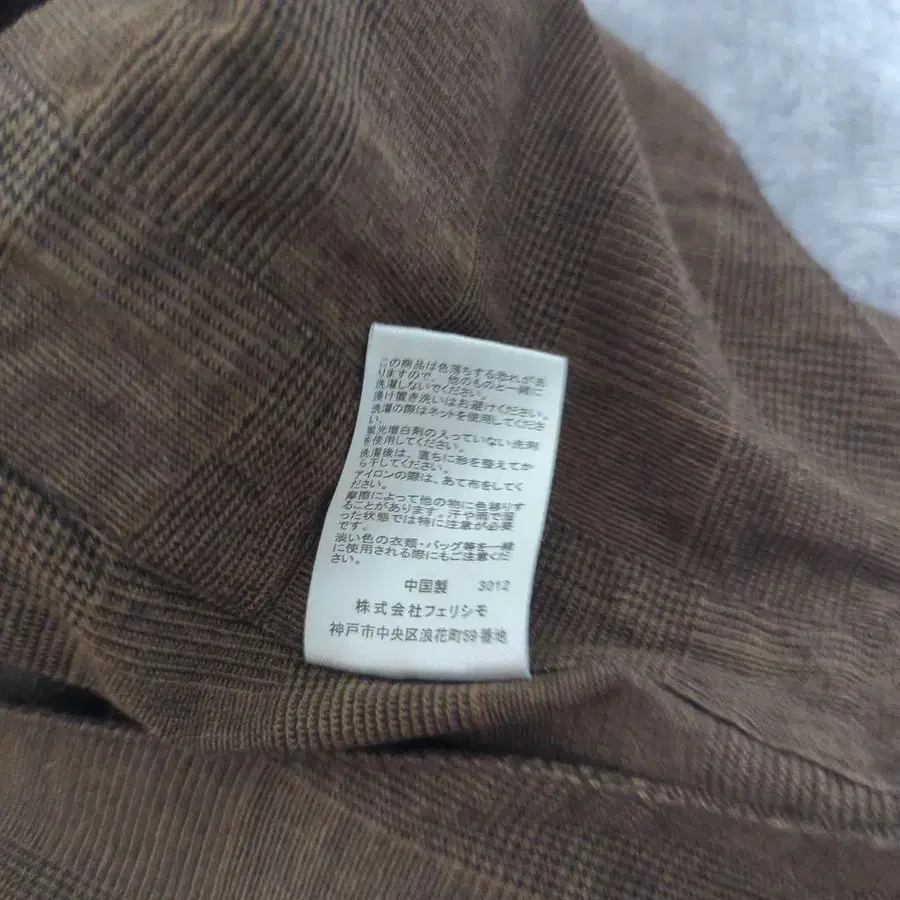 この商品は色落ちする恐れがあ
りますので、他のものと一緒に
洗濯しないでください。
浸け置き洗いはお避けください。
洗濯の際はネットを使用してくださ
い。
蛍光増白剤の入っていない洗剤
を使用してください。
洗濯後は、直ちに形を整えてか
ら干してください。
アイロンの際は、あて布をしてく
ださい。
摩擦によって他の物に色移りす
ることがあります。汗や雨で湿
った状態では特に注意が必要
です。
淡い色の衣類・バッグ等を一緒
に使用される際にもご注意くだ
さい。
中国製 3012
株式会社フェリシモ
神戸市中央区浪花町59番地